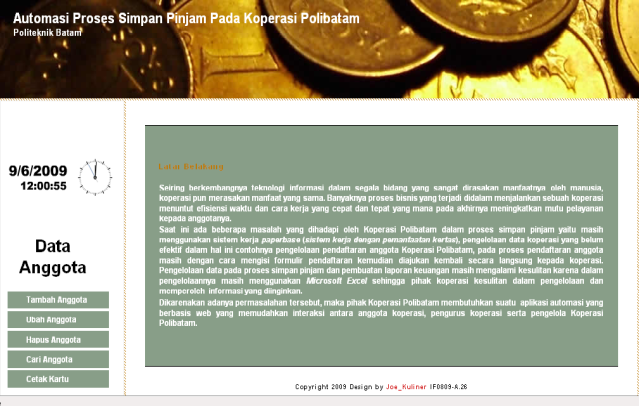 Automasi Proses Simpan Pinjam Pada Koperasi Polibatam
Politeknik Batam
9/6/2009
12:00:55
Data
Anggota
Tambah Anggota
Ubah Anggota
Hapus Anggota
Cari Anggota
Cetak Kartu
Latar Belakang
Seiring berkembangnya teknologi informasi dalam segala bidang yang sangat dirasakan manfaatnya oleh manusia,
koperasi pun merasakan manfaat yang sama. Banyaknya proses bisnis yang terjadi didalam menjalankan sebuah koperasi
menuntut efisiensi waktu dan cara kerja yang cepat dan tepat yang mana pada akhirnya meningkatkan mutu pelayanan
kepada anggotanya.
Saat ini ada beberapa masalah yang dihadapi oleh Koperasi Polibatam dalam proses simpan pinjam yaitu masih
menggunakan sistem kerja paperbase (sistem kerja dengan pemanfaatan kertas), pengelolaan data koperasi yang belum
efektif dalam hal ini contohnya pengelolaan pendaftaran anggota Koperasi Polibatam, pada proses pendaftaran anggota
masih dengan cara mengisi formulir pendaftaran kemudian diajukan kembali secara langsung kepada koperasi.
Pengelolaan data pada proses simpan pinjam dan pembuatan laporan keuangan masih mengalami kesulitan karena dalam
pengelolaannya masih menggunakan Microsoft Excel sehingga pihak koperasi kesulitan dalam pengelolaan dan
memperoleh informasi yang diinginkan.
Dikarenakan adanya permasalahan tersebut, maka pihak Koperasi Polibatam membutuhkan suatu aplikasi automasi yang
berbasis web yang memudahkan interaksi antara anggota koperasi, pengurus koperasi serta pengelola Koperasi
Polibatam.
Copyright 2009 Design by Joe_Kuliner IF0809-A.26